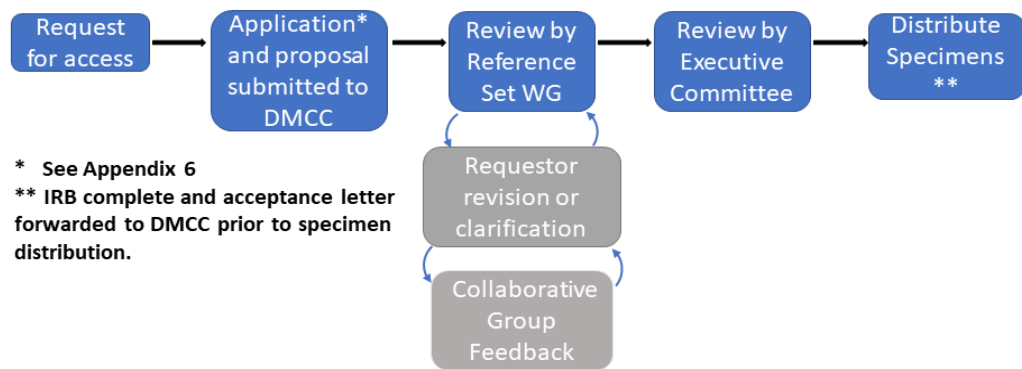 Request
for access
Application*
and proposal
submitted to
DMCC
Review by
Reference
Set WG
Review by
Executive
Committee
Distribute
Specimens
**
Requestor
revision or
clarification
Collaborative
Group
Feedback
* See Appendix 6
** IRB complete and acceptance letter
forwarded to DMCC prior to specimen
distribution.